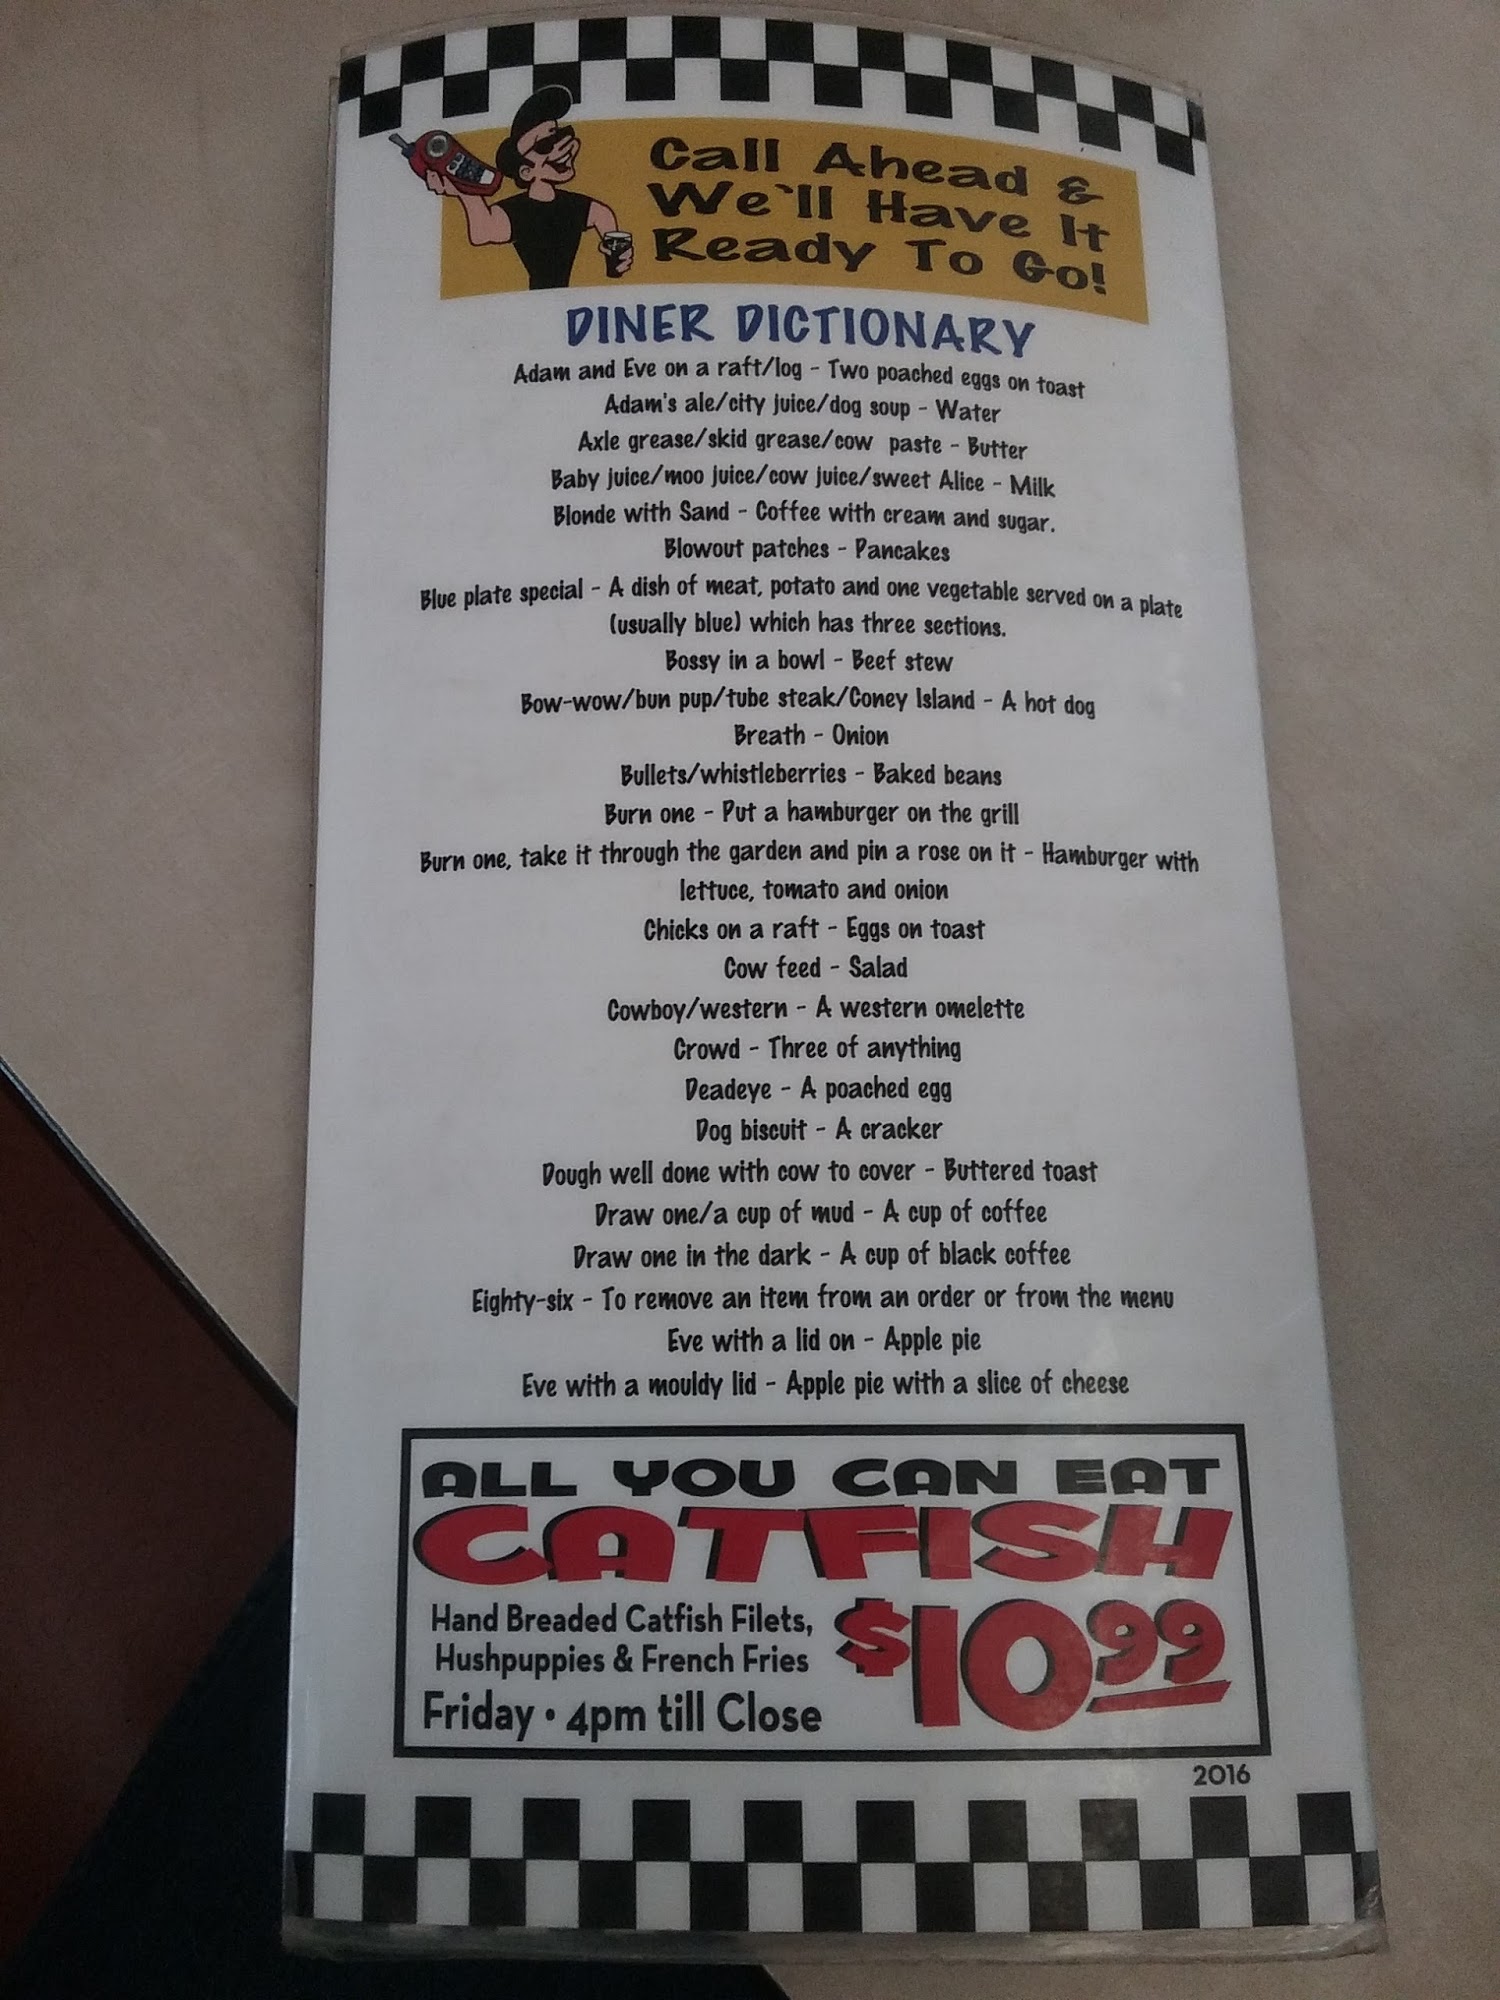 Call Ahead &
We`ll Have It
Ready To Go!
DINER DICTIONARY
Adam and Eve on a raft/log - Two poached eggs on toast
Adam's ale/city juice/dog soup - Water
Axle grease/skid grease/cow paste - Butter
Baby juice/moo juice/cow juice/sweet Alice - Milk
Blonde with Sand - Coffee with cream and sugar.
Blowout patches - Pancakes
Blue plate special - A dish of meat, potato and one vegetable served on a plate
(usually blue) which has three sections.
Bossy in a bowl - Beef stew
Bow-wow/bun pup/tube steak/Coney Island - A hot dog
Breath - Onion
Bullets/whistleberries - Baked beans
Burn one - Put a hamburger on the grill
Burn one, take it through the garden and pin a rose on it - Hamburger with
lettuce, tomato and onion
Chicks on a raft - Eggs on toast
Cow feed - Salad
Cowboy/western - A western omelette
Crowd - Three of anything
Deadeye - A poached egg
Dog biscuit - A cracker
Dough well done with cow to cover - Buttered toast
Draw one/a cup of mud - A cup of coffee
Draw one in the dark - A cup of black coffee
Eighty-six - To remove an item from an order or from the menu
Eve with a lid on - Apple pie
Eve with a mouldy lid - Apple pie with a slice of cheese
ALL YOU CAN EAT
CATFISH
Hand Breaded Catfish Filets,
Hushpuppies & French Fries
Friday • 4pm till Close
$1099
2016